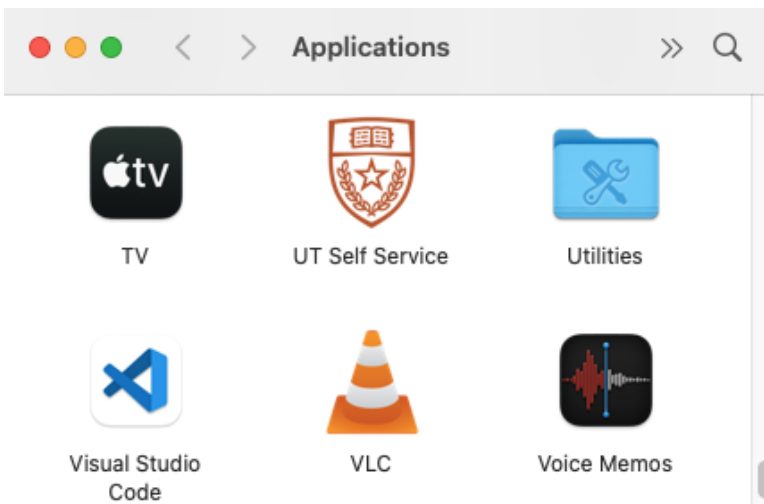 Applications
tv
TV
UT Self Service
Utilities
Visual Studio
Code
VLC
Voice Memos